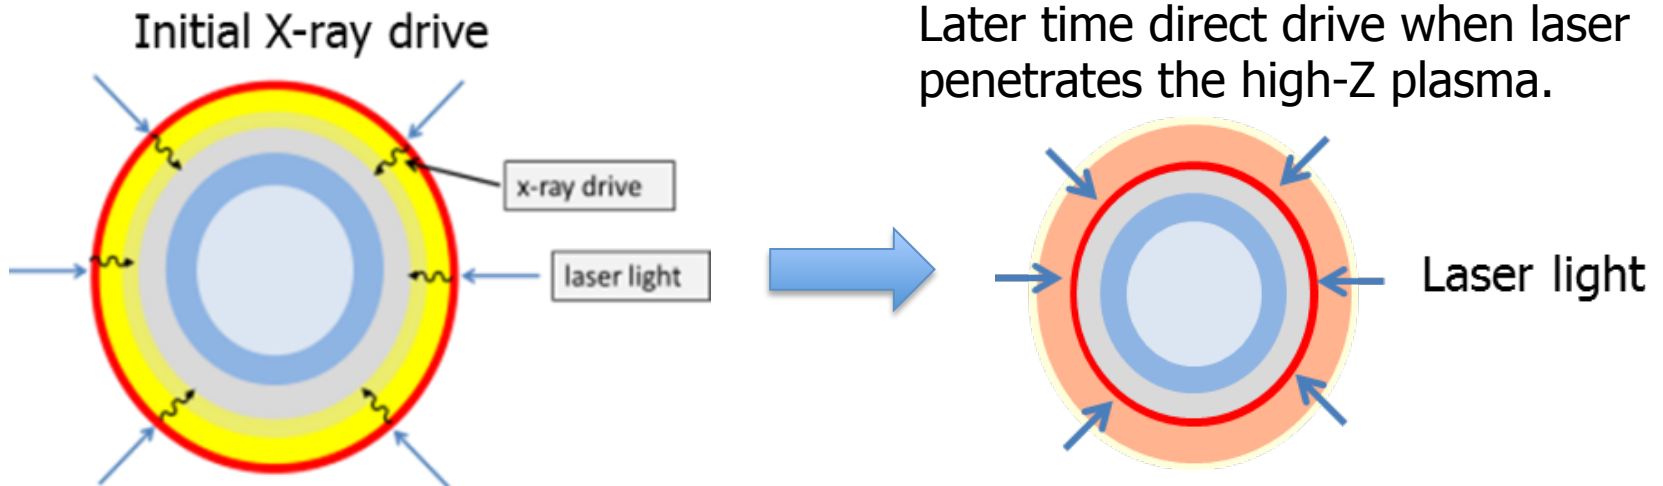 Initial X-ray drive
x-ray drive
laser light
Later time direct drive when laser
penetrates the high-Z plasma.
Laser light